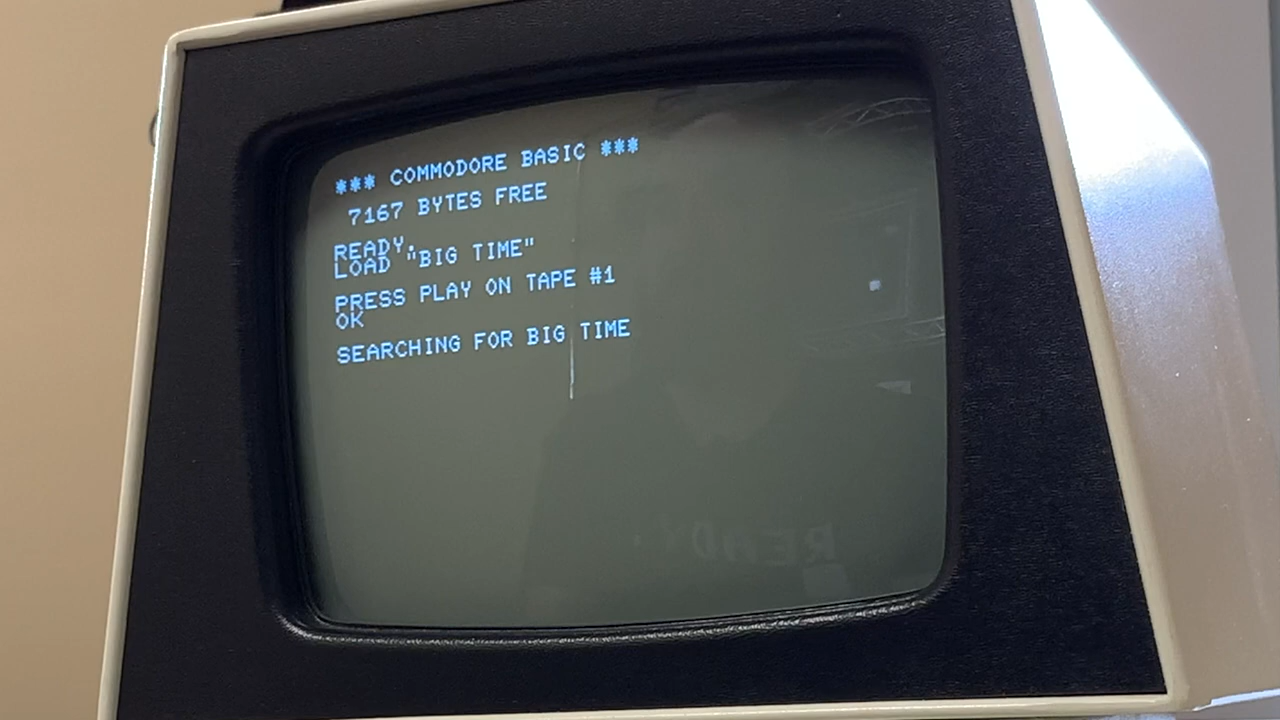 *** COMMODORE BASIC ***
7167 BYTES FREE
READY.
LOAD "BIG TIME"
PRESS PLAY ON TAPE #1
OK
SEARCHING FOR BIG TIME
READY.